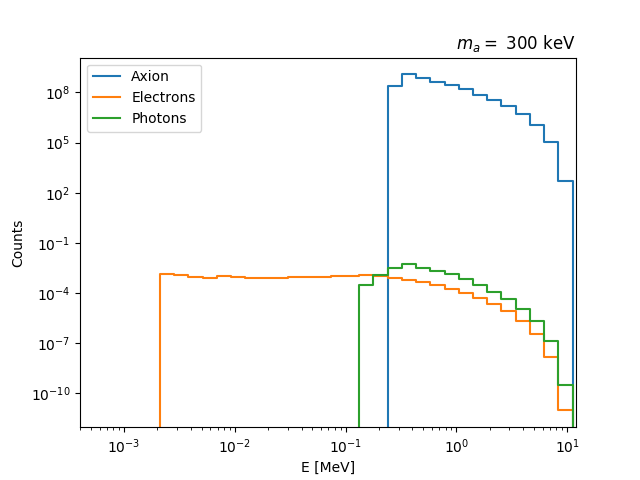 mₐ = 300 keV
Axion
Electrons
Photons
10⁸
10⁵
10²
10⁻¹
10⁻⁴
10⁻⁷
10⁻¹⁰
Counts
10⁻³ 10⁻² 10⁻¹ 10⁰ 10¹
E [MeV]